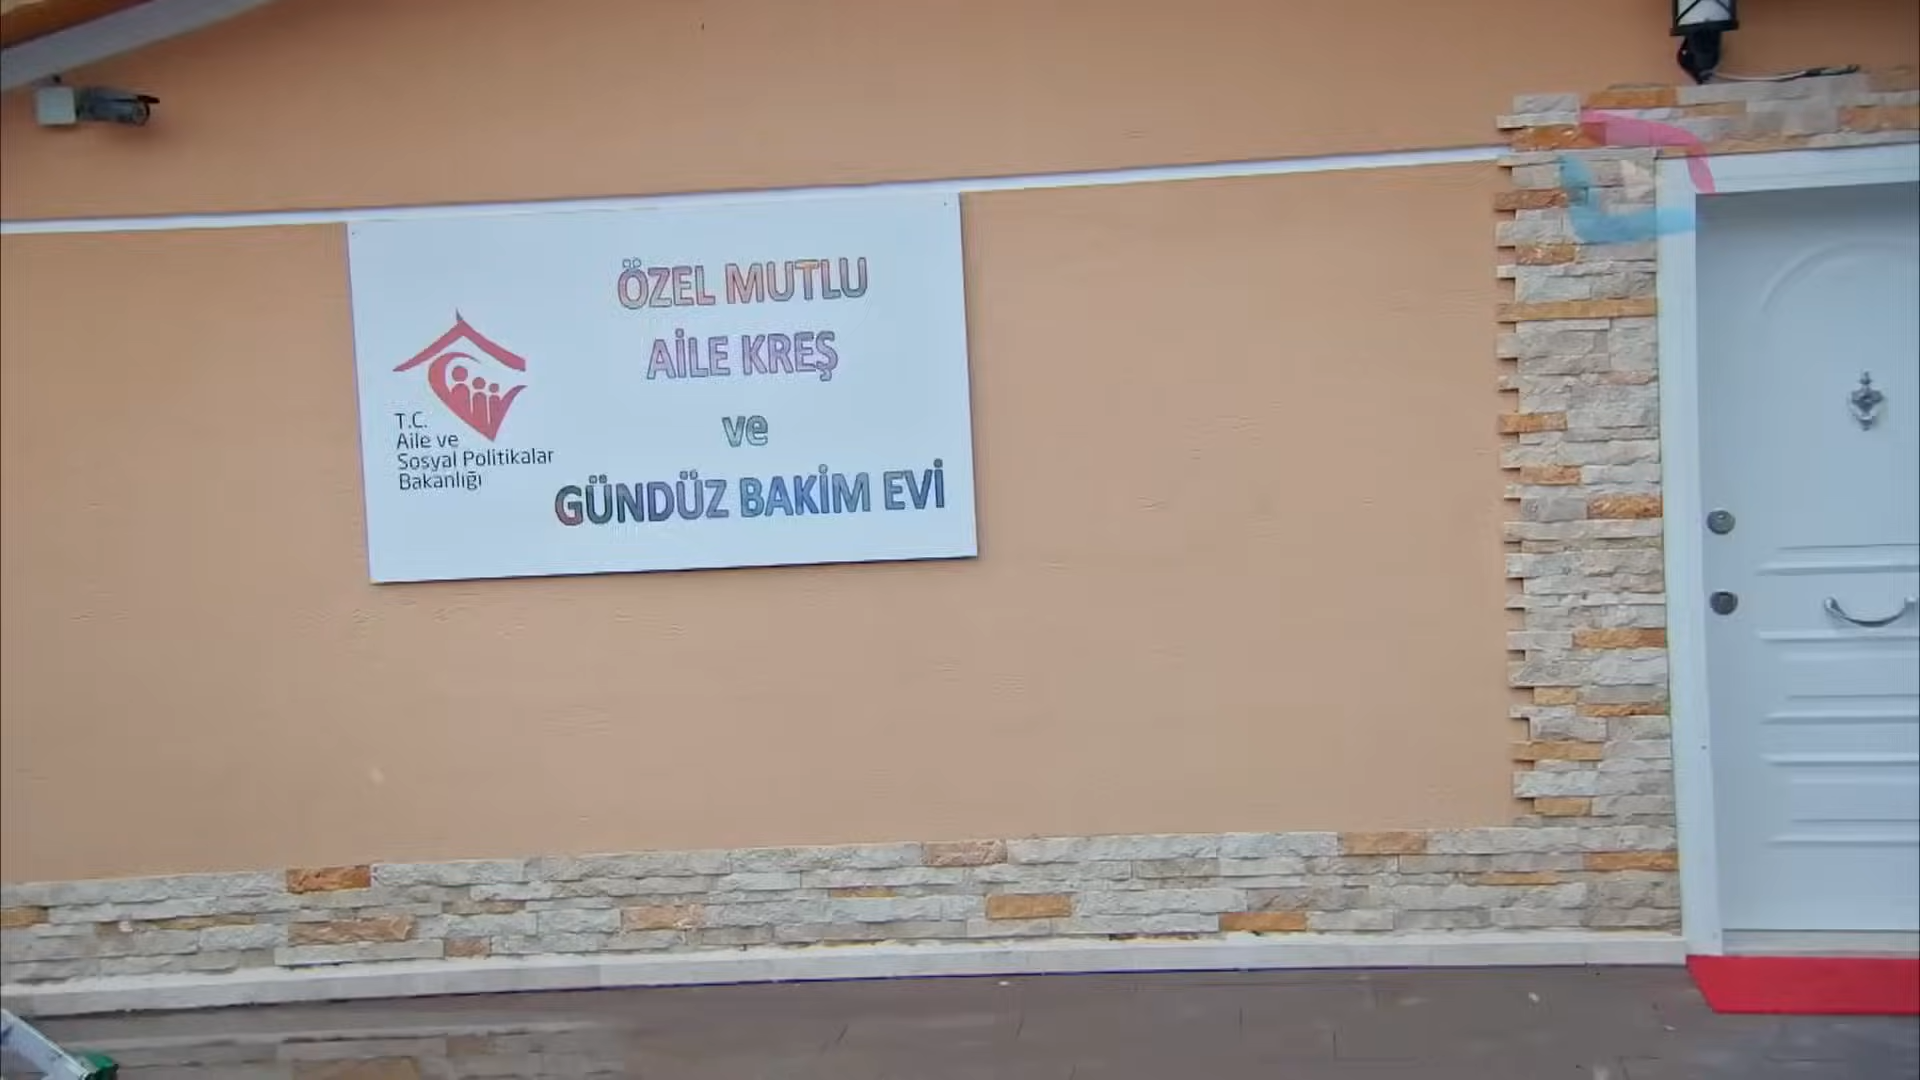 ÖZEL MUTLU
AİLE KREŞ
ve
GÜNDÜZ BAKİM EVİ
T.C.
Aile ve
Sosyal Politikalar
Bakanlığı